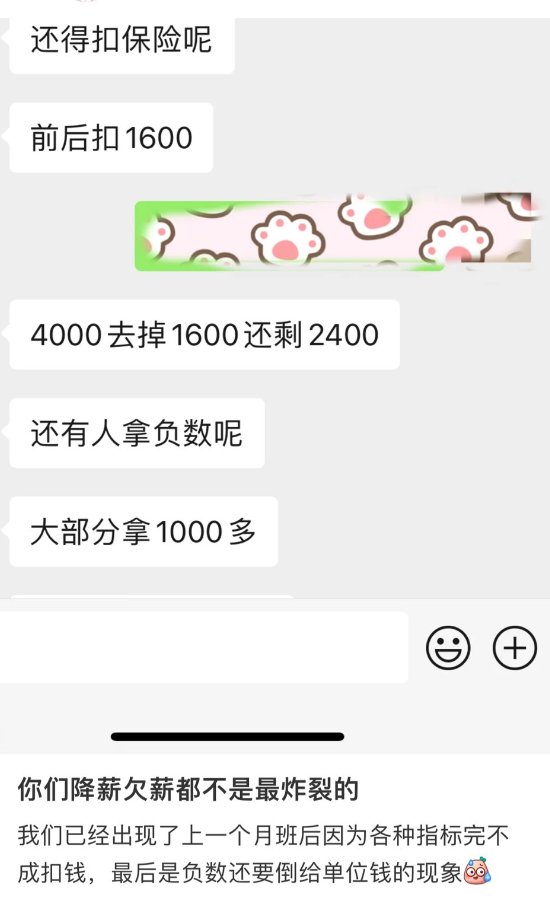 还得扣保险呢
前后扣1600
4000去掉1600还剩2400
还有人拿负数呢
大部分拿1000多
你们降薪欠薪都不是最炸裂的
我们已经出现了上一个月班后因为各种指标完不
成扣钱，最后是负数还要倒给单位钱的现象